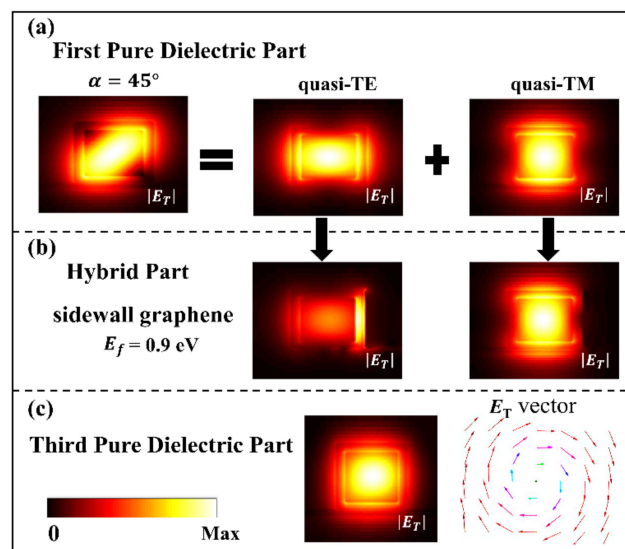 (a)
First Pure Dielectric Part
α = 45°
quasi-TE
quasi-TM
|E_T|
=
|E_T|
+
|E_T|
(b)
Hybrid Part
sidewall graphene
E_f = 0.9 eV
|E_T|
|E_T|
(c)
Third Pure Dielectric Part
E_T vector
|E_T|
0
Max